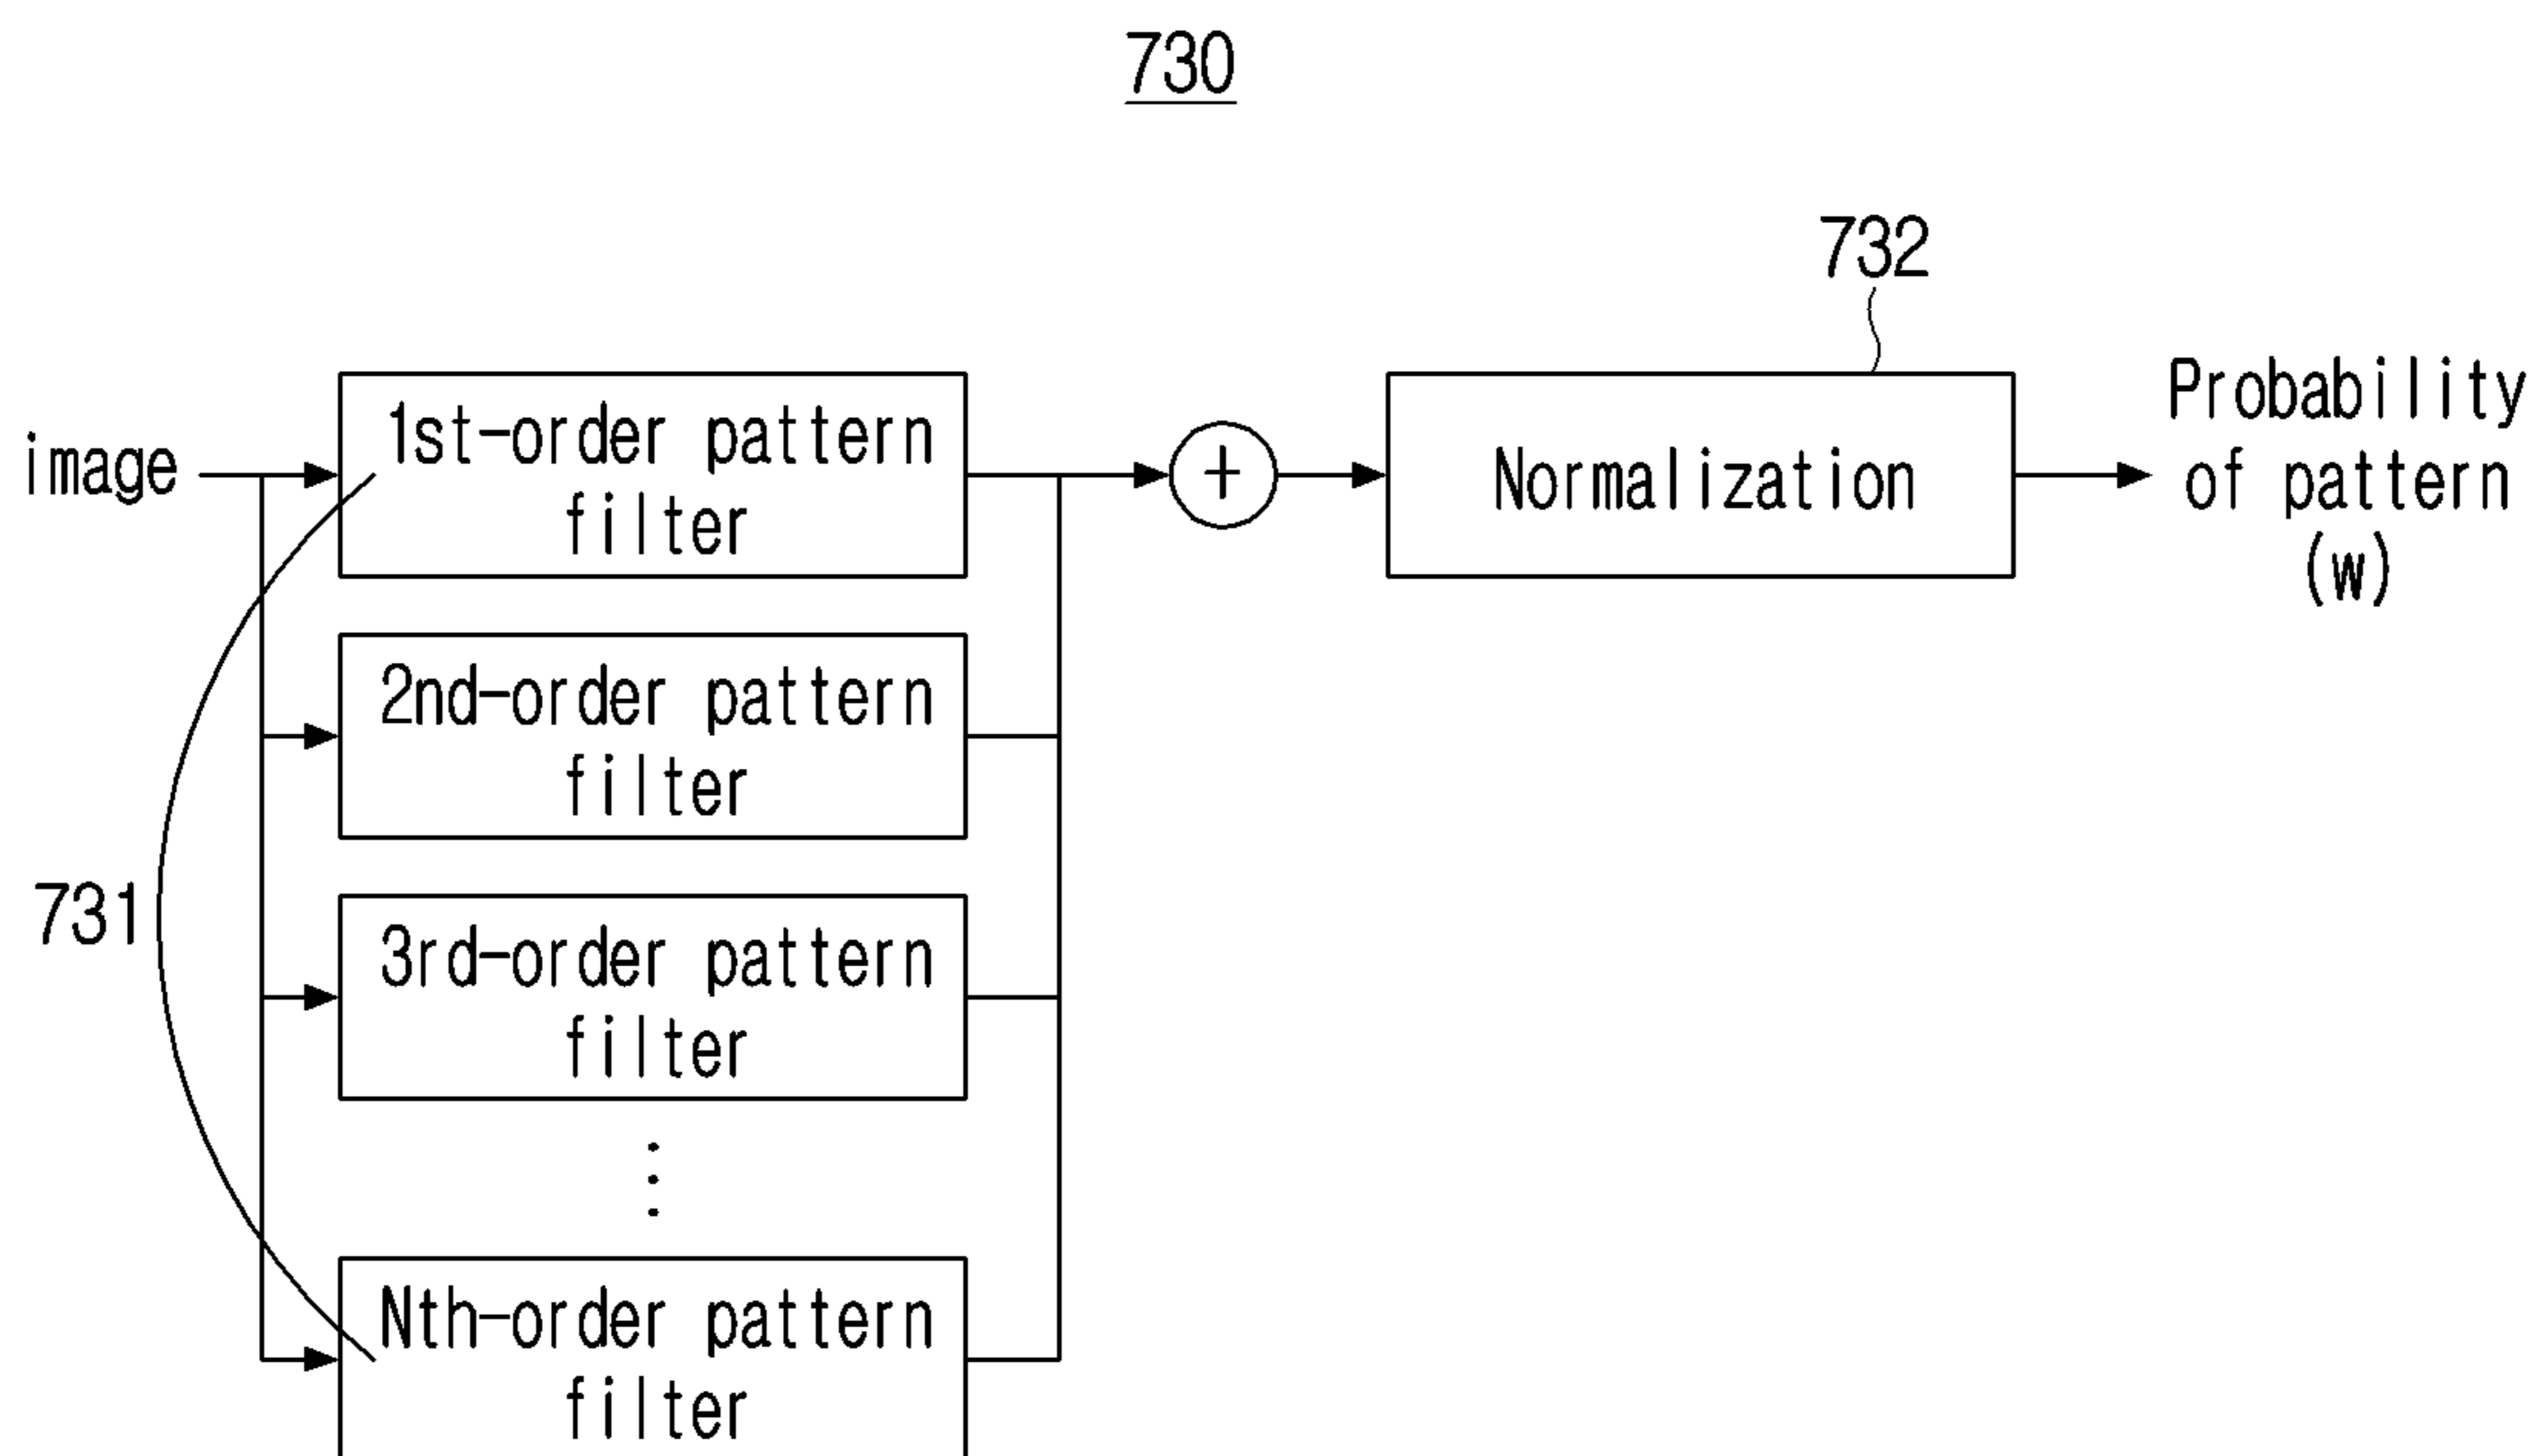 730
732
image
1st-order pattern
filter
+
Normalization
Probability
of pattern
(w)
2nd-order pattern
filter
731
3rd-order pattern
filter
Nth-order pattern
filter